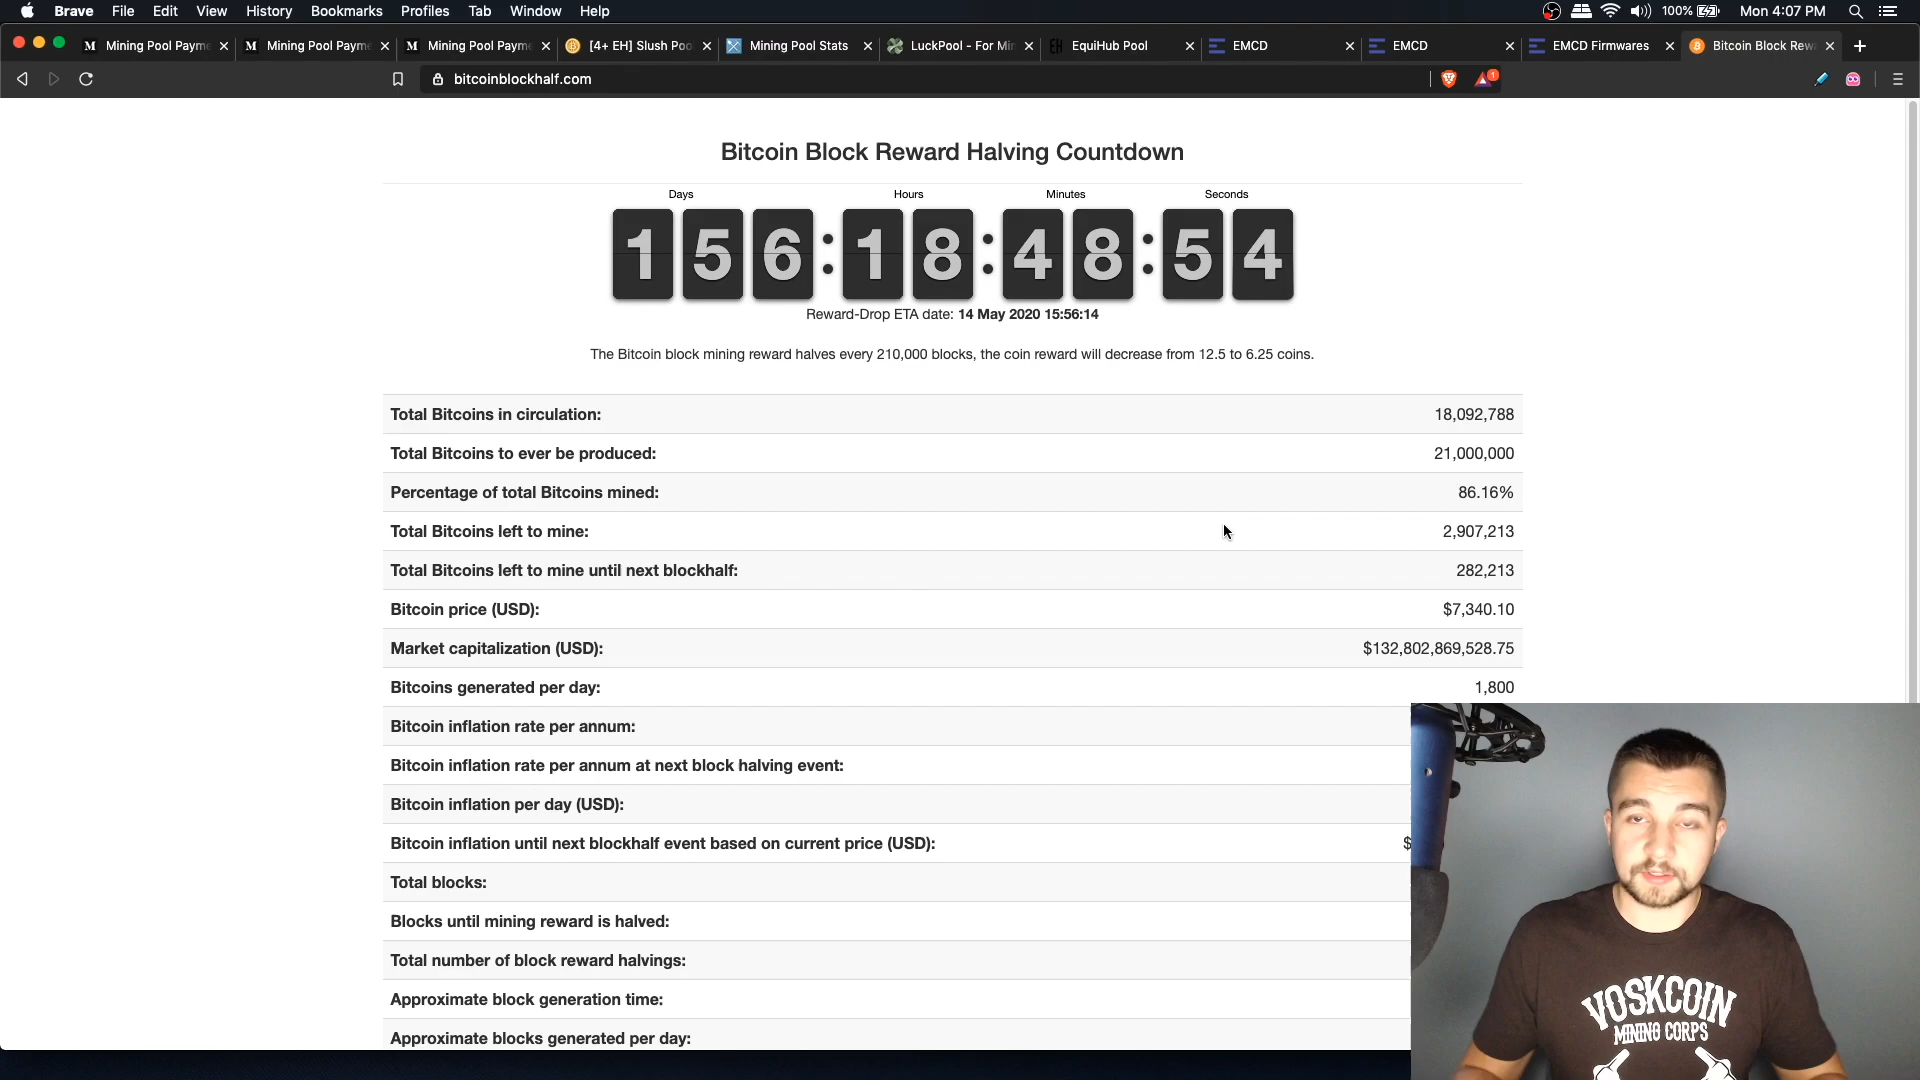 Brave File Edit View History Bookmarks Profiles Tab Window Help 100% Mon 4:07 PM
Mining Pool Payme Mining Pool Payme Mining Pool Payme [4+ EH] Slush Poo Mining Pool Stats LuckPool - For Min EquiHub Pool EMCD EMCD EMCD Firmwares Bitcoin Block Rew
bitcoinblockhalf.com 1
Bitcoin Block Reward Halving Countdown
Days Hours Minutes Seconds
156:18:48:54
Reward-Drop ETA date: 14 May 2020 15:56:14
The Bitcoin block mining reward halves every 210,000 blocks, the coin reward will decrease from 12.5 to 6.25 coins.
Total Bitcoins in circulation: 18,092,788
Total Bitcoins to ever be produced: 21,000,000
Percentage of total Bitcoins mined: 86.16%
Total Bitcoins left to mine: 2,907,213
Total Bitcoins left to mine until next blockhalf: 282,213
Bitcoin price (USD): $7,340.10
Market capitalization (USD): $132,802,869,528.75
Bitcoins generated per day: 1,800
Bitcoin inflation rate per annum:
Bitcoin inflation rate per annum at next block halving event:
Bitcoin inflation per day (USD):
Bitcoin inflation until next blockhalf event based on current price (USD): $
Total blocks:
Blocks until mining reward is halved:
Total number of block reward halvings:
Approximate block generation time:
Approximate blocks generated per day:
VOSKCOIN
MINING CORPS